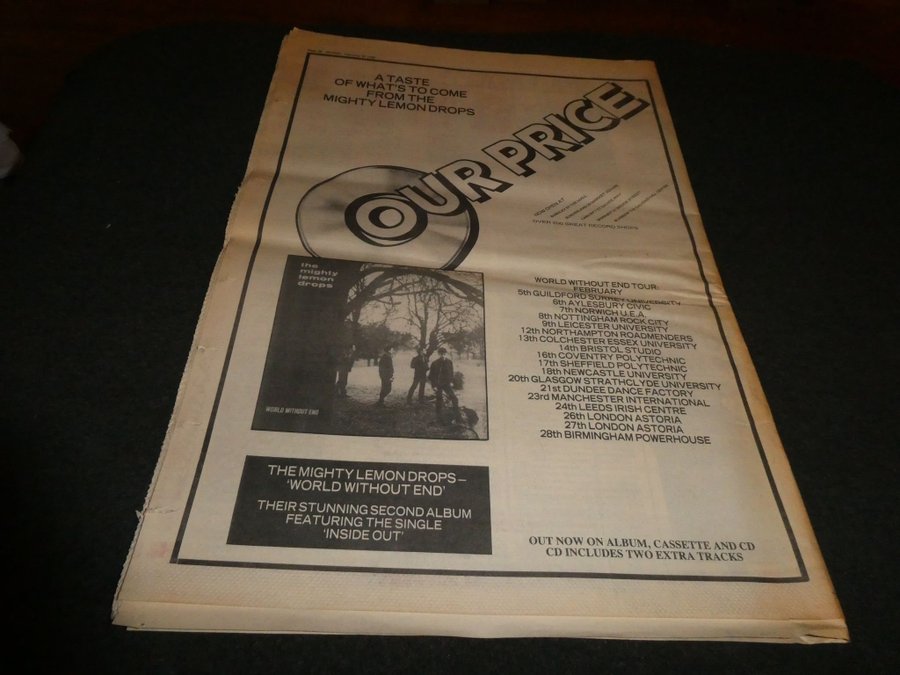 A TASTE
OF WHAT'S TO COME
FROM THE
MIGHTY LEMON DROPS
OUR PRICE
NOW OPEN AT
OVER 200 GREAT RECORD SHOPS
the
mighty
lemon
drops
WORLD WITHOUT END
WORLD WITHOUT END TOUR:
FEBRUARY
5th GUILDFORD SURREY UNIVERSITY
6th AYLESBURY CIVIC
7th NORWICH U.E.A.
8th NOTTINGHAM ROCK CITY
9th LEICESTER UNIVERSITY
12th NORTHAMPTON ROADMENDERS
13th COLCHESTER ESSEX UNIVERSITY
14th BRISTOL STUDIO
16th COVENTRY POLYTECHNIC
17th SHEFFIELD POLYTECHNIC
18th NEWCASTLE UNIVERSITY
20th GLASGOW STRATHCLYDE UNIVERSITY
21st DUNDEE DANCE FACTORY
23rd MANCHESTER INTERNATIONAL
24th LEEDS IRISH CENTRE
26th LONDON ASTORIA
27th LONDON ASTORIA
28th BIRMINGHAM POWERHOUSE
THE MIGHTY LEMON DROPS –
'WORLD WITHOUT END'
THEIR STUNNING SECOND ALBUM
FEATURING THE SINGLE
'INSIDE OUT'
OUT NOW ON ALBUM, CASSETTE AND CD
CD INCLUDES TWO EXTRA TRACKS